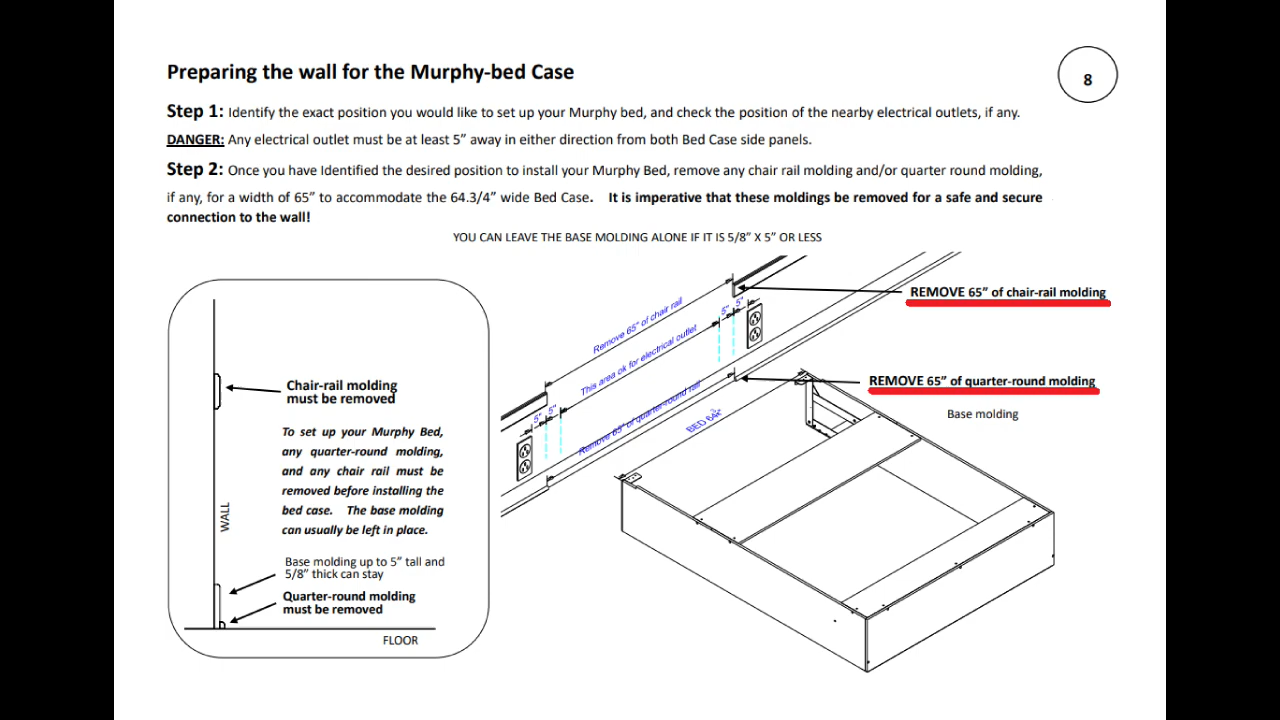 Preparing the wall for the Murphy-bed Case
8
Step 1: Identify the exact position you would like to set up your Murphy bed, and check the position of the nearby electrical outlets, if any.
DANGER: Any electrical outlet must be at least 5” away in either direction from both Bed Case side panels.
Step 2: Once you have Identified the desired position to install your Murphy Bed, remove any chair rail molding and/or quarter round molding,
if any, for a width of 65” to accommodate the 64.3/4” wide Bed Case. It is imperative that these moldings be removed for a safe and secure
connection to the wall!
YOU CAN LEAVE THE BASE MOLDING ALONE IF IT IS 5/8” X 5” OR LESS
Chair-rail molding
must be removed
To set up your Murphy Bed,
any quarter-round molding,
and any chair rail must be
removed before installing the
bed case. The base molding
can usually be left in place.
WALL
Base molding up to 5” tall and
5/8” thick can stay
Quarter-round molding
must be removed
FLOOR
Remove 65" of chair rail
5" 5"
This area ok for electrical outlet
5" 5"
Remove 65" of quarter-round rail
BED 64¾"
REMOVE 65” of chair-rail molding
REMOVE 65” of quarter-round molding
Base molding